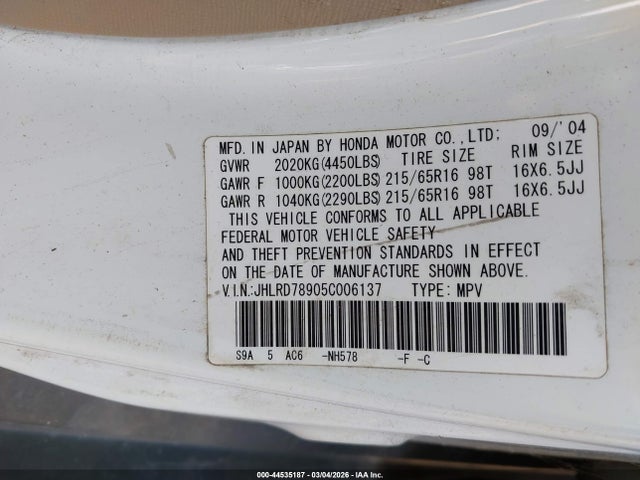 MFD. IN JAPAN BY HONDA MOTOR CO., LTD: 09/'04
GVWR 2020KG(4450LBS) TIRE SIZE RIM SIZE
GAWR F 1000KG(2200LBS) 215/65R16 98T 16X6.5JJ
GAWR R 1040KG(2290LBS) 215/65R16 98T 16X6.5JJ
THIS VEHICLE CONFORMS TO ALL APPLICABLE
FEDERAL MOTOR VEHICLE SAFETY
AND THEFT PREVENTION STANDARDS IN EFFECT
ON THE DATE OF MANUFACTURE SHOWN ABOVE.
V.I.N.:JHLRD78905C006137 TYPE: MPV
S9A 5 AC6 -NH578 -F -C
000-44535187 - 03/04/2026 - IAA Inc.